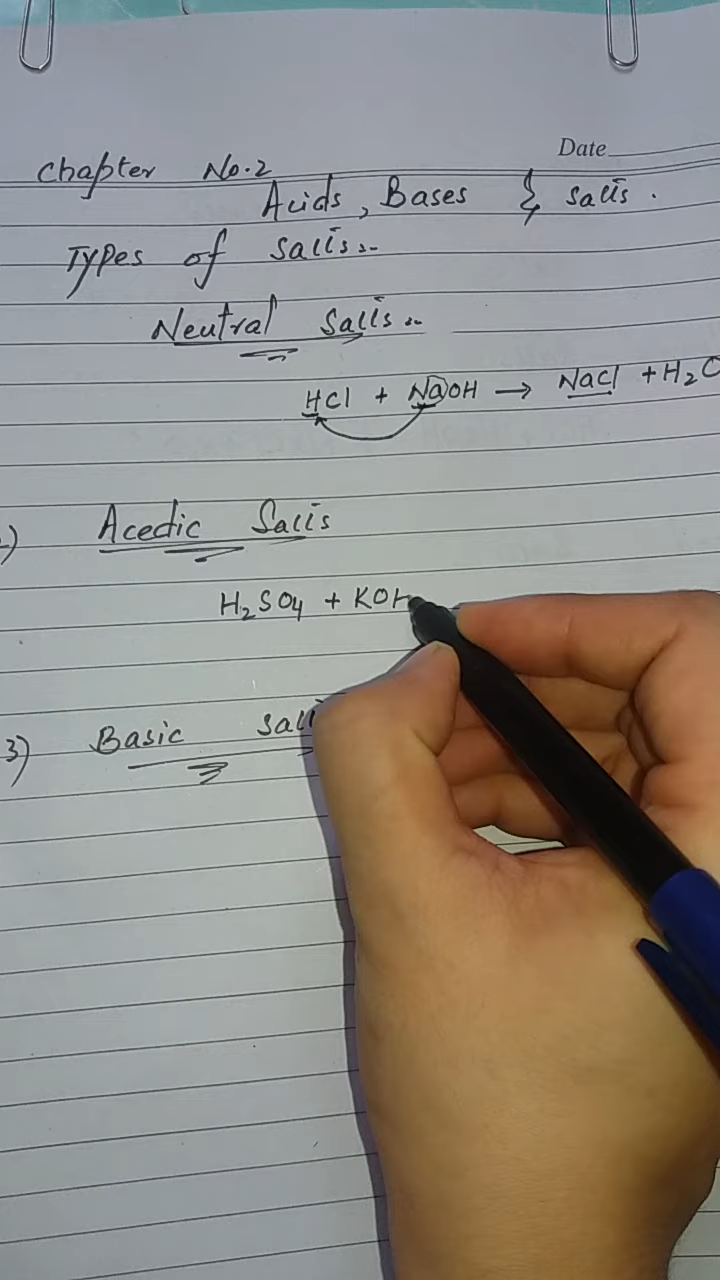 Date
Chapter No.2
Acids, Bases & Salts.
Types of Salts:-
Neutral Salts:-
HCl + NaOH → NaCl + H₂O
2) Acedic Salts
H₂SO₄ + KOH
3) Basic Salt